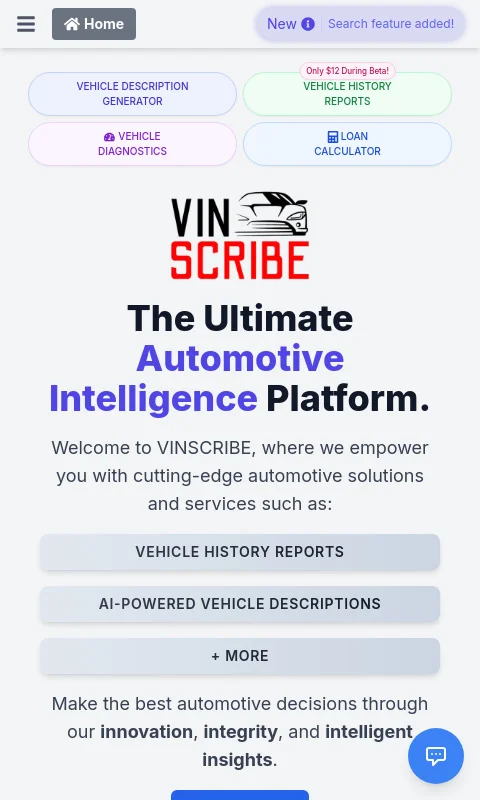 Home
New
Search feature added!
Only $12 During Beta!
VEHICLE DESCRIPTION
GENERATOR
VEHICLE HISTORY
REPORTS
VEHICLE
DIAGNOSTICS
LOAN
CALCULATOR
VIN
SCRIBE
The Ultimate
Automotive
Intelligence Platform.
Welcome to VINSCRIBE, where we empower
you with cutting-edge automotive solutions
and services such as:
VEHICLE HISTORY REPORTS
AI-POWERED VEHICLE DESCRIPTIONS
+ MORE
Make the best automotive decisions through
our innovation, integrity, and intelligent
insights.